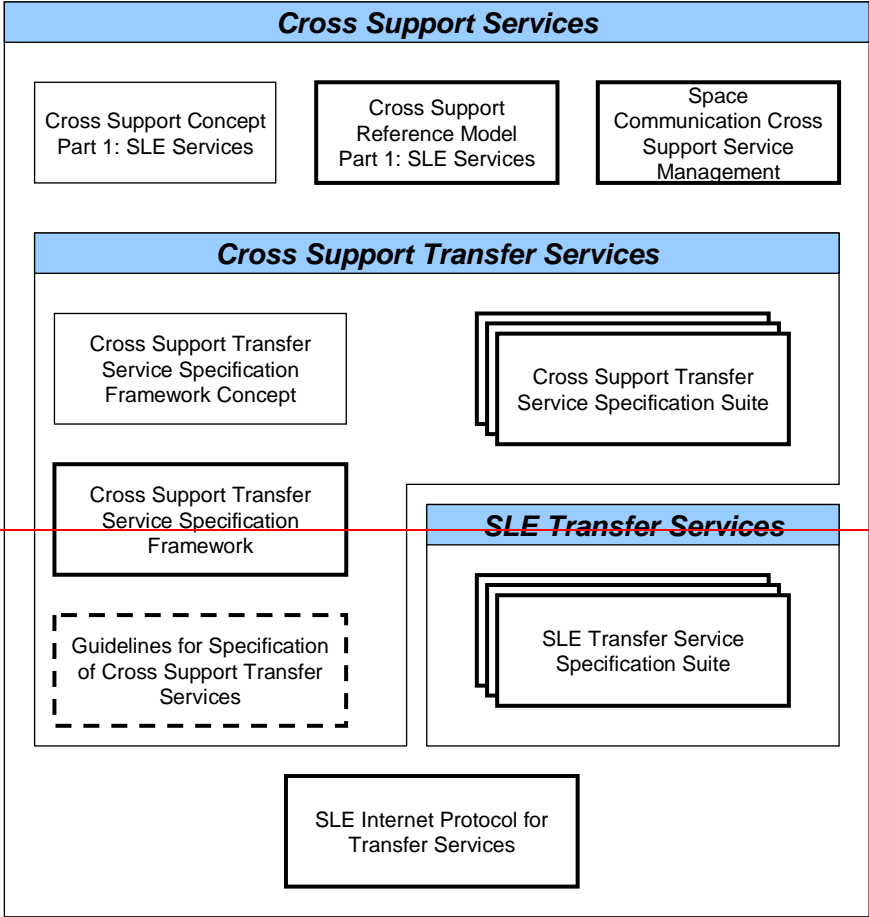 Cross Support Services
Cross Support Concept
Part 1: SLE Services
Cross Support
Reference Model
Part 1: SLE Services
Space
Communication Cross
Support Service
Management
Cross Support Transfer Services
Cross Support Transfer
Service Specification
Framework Concept
Cross Support Transfer
Service Specification Suite
Cross Support Transfer
Service Specification
Framework
SLE Transfer Services
Guidelines for Specification
of Cross Support Transfer
Services
SLE Transfer Service
Specification Suite
SLE Internet Protocol for
Transfer Services